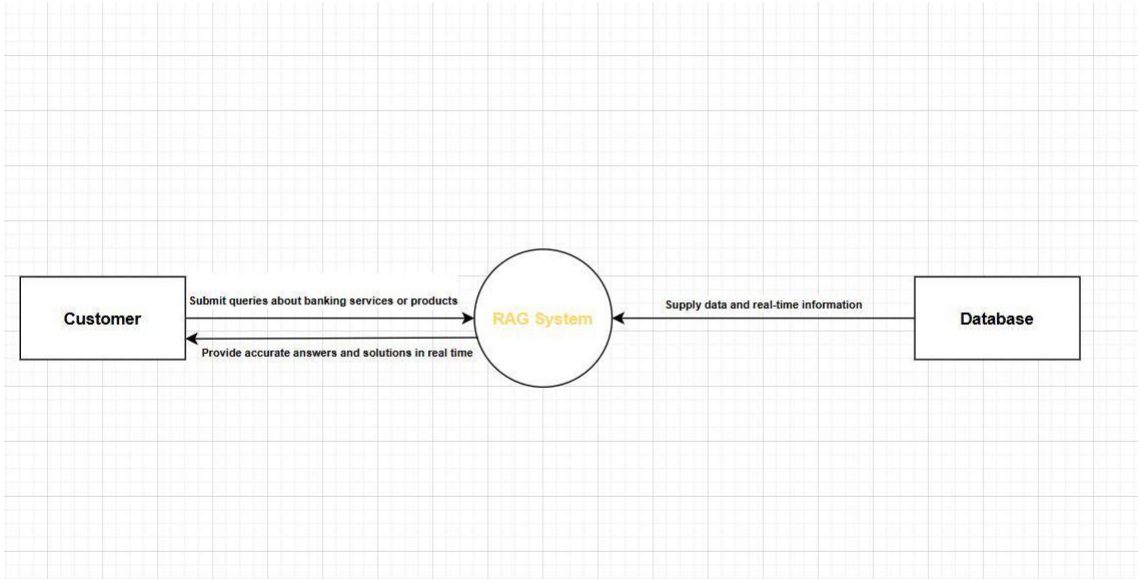 Submit queries about banking services or products
Supply data and real-time information
Customer
RAG System
Database
Provide accurate answers and solutions in real time